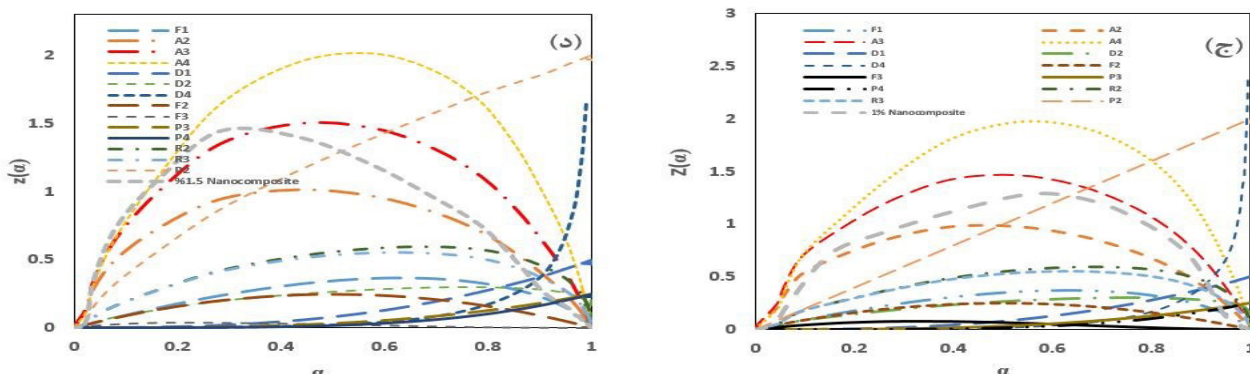 (د)
z(α)
2
1.5
1
0.5
0
0
0.2
0.4
0.6
0.8
1
F1
A2
A3
A4
D1
D2
D4
F2
F3
P3
P4
R2
R3
P2
%1.5 Nanocomposite
α
(ج)
Z(α)
3
2.5
2
1.5
1
0.5
0
0
0.2
0.4
0.6
0.8
1
F1 A2
A3 A4
D1 D2
D4 F2
F3 P3
P4 R2
R3 P2
1% Nanocomposite
α